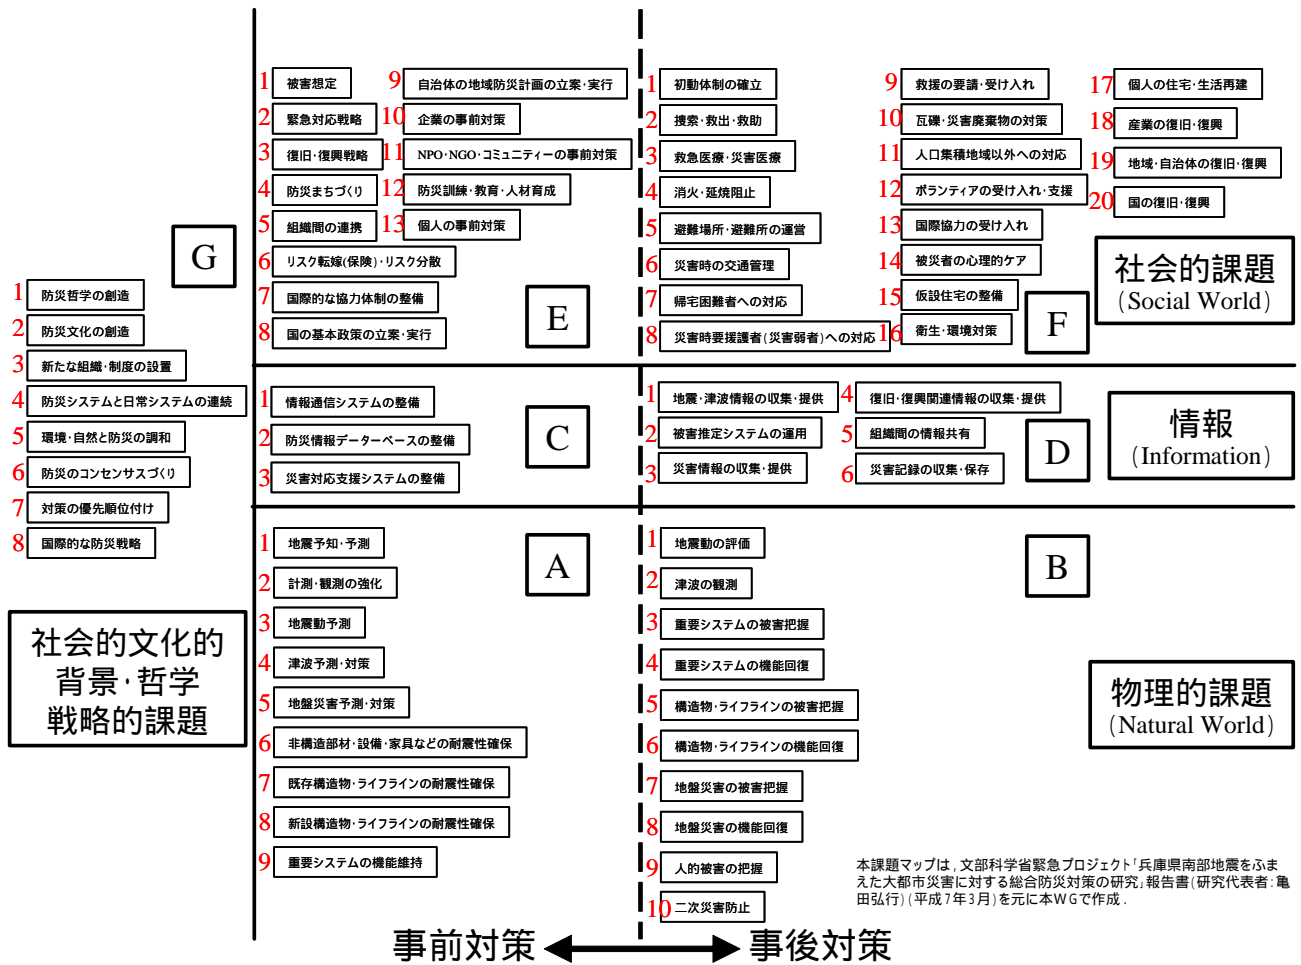 G
1 防災哲学の創造
2 防災文化の創造
3 新たな組織・制度の設置
4 防災システムと日常システムの連続
5 環境・自然と防災の調和
6 防災のコンセンサスづくり
7 対策の優先順位付け
8 国際的な防災戦略
社会的文化的
背景・哲学
戦略的課題
1 被害想定
2 緊急対応戦略
3 復旧・復興戦略
4 防災まちづくり
5 組織間の連携
6 リスク転嫁(保険)・リスク分散
7 国際的な協力体制の整備
8 国の基本政策の立案・実行
9 自治体の地域防災計画の立案・実行
10 企業の事前対策
11 NPO・NGO・コミュニティーの事前対策
12 防災訓練・教育・人材育成
13 個人の事前対策
E
1 初動体制の確立
2 捜索・救出・救助
3 救急医療・災害医療
4 消火・延焼阻止
5 避難場所・避難所の運営
6 災害時の交通管理
7 帰宅困難者への対応
8 災害時要援護者(災害弱者)への対応
9 救援の要請・受け入れ
10 瓦礫・災害廃棄物の対策
11 人口集積地域以外への対応
12 ボランティアの受け入れ・支援
13 国際協力の受け入れ
14 被災者の心理的ケア
15 仮設住宅の整備
16 衛生・環境対策
17 個人の住宅・生活再建
18 産業の復旧・復興
19 地域・自治体の復旧・復興
20 国の復旧・復興
F
社会的課題
(Social World)
1 情報通信システムの整備
2 防災情報データーベースの整備
3 災害対応支援システムの整備
C
1 地震・津波情報の収集・提供
2 被害推定システムの運用
3 災害情報の収集・提供
4 復旧・復興関連情報の収集・提供
5 組織間の情報共有
6 災害記録の収集・保存
D
情報
(Information)
1 地震予知・予測
2 計測・観測の強化
3 地震動予測
4 津波予測・対策
5 地盤災害予測・対策
6 非構造部材・設備・家具などの耐震性確保
7 既存構造物・ライフラインの耐震性確保
8 新設構造物・ライフラインの耐震性確保
9 重要システムの機能維持
A
1 地震動の評価
2 津波の観測
3 重要システムの被害把握
4 重要システムの機能回復
5 構造物・ライフラインの被害把握
6 構造物・ライフラインの機能回復
7 地盤災害の被害把握
8 地盤災害の機能回復
9 人的被害の把握
10 二次災害防止
B
物理的課題
(Natural World)
本課題マップは，文部科学省緊急プロジェクト「兵庫県南部地震をふま
えた大都市災害に対する総合防災対策の研究」報告書(研究代表者：亀
田弘行)(平成7年3月)を元に本WGで作成．
事前対策 事後対策